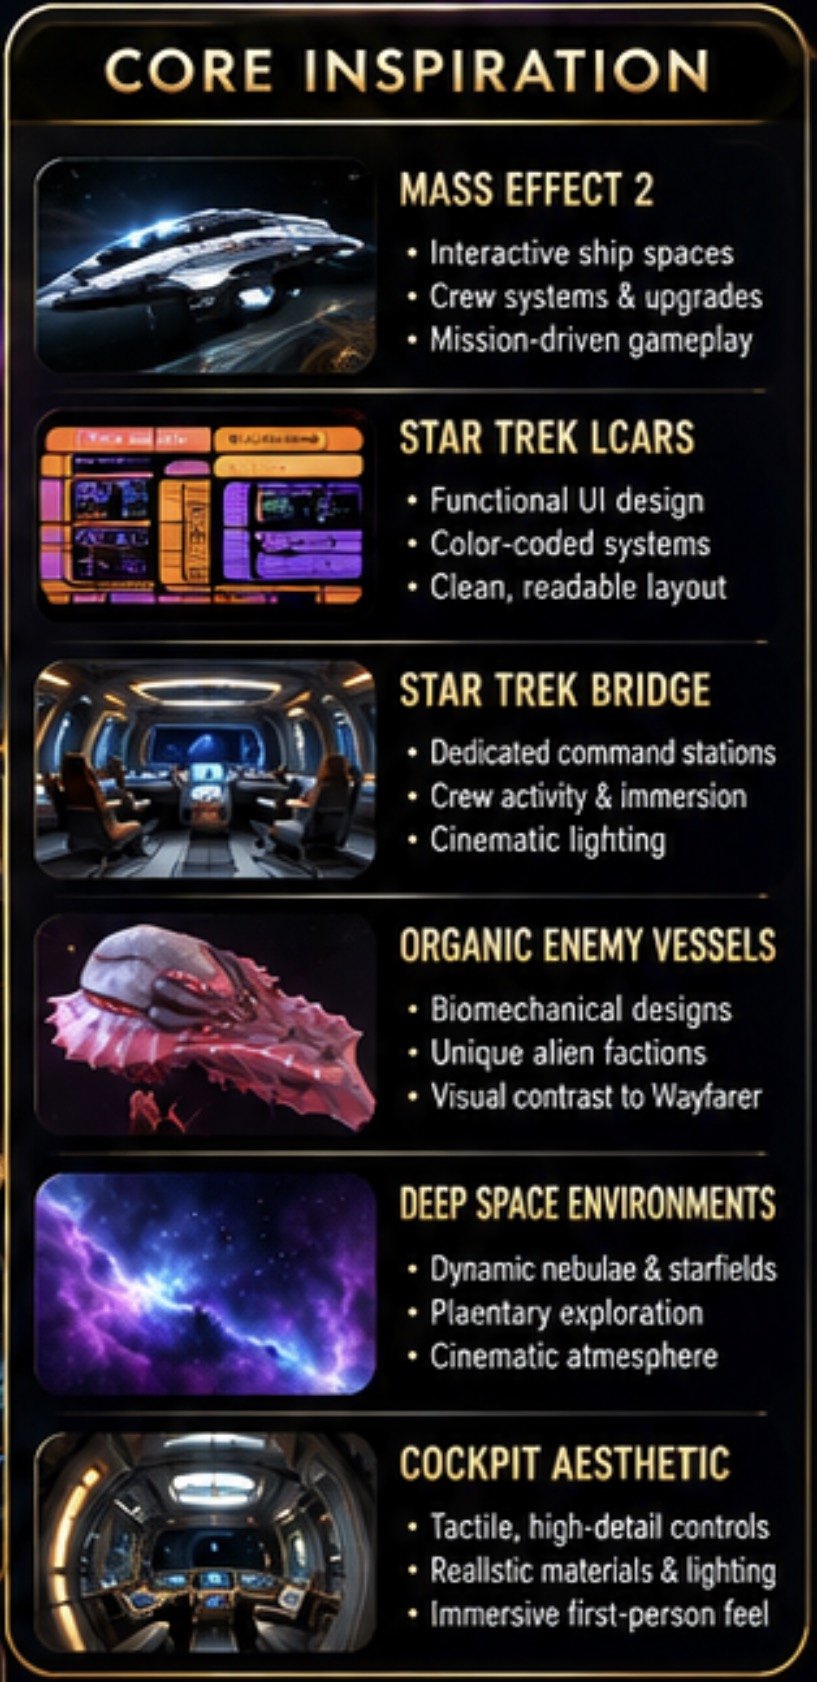 CORE INSPIRATION
MASS EFFECT 2
• Interactive ship spaces
• Crew systems & upgrades
• Mission-driven gameplay
STAR TREK LCARS
• Functional UI design
• Color-coded systems
• Clean, readable layout
STAR TREK BRIDGE
• Dedicated command stations
• Crew activity & immersion
• Cinematic lighting
ORGANIC ENEMY VESSELS
• Biomechanical designs
• Unique alien factions
• Visual contrast to Wayfarer
DEEP SPACE ENVIRONMENTS
• Dynamic nebulae & starfields
• Plaentary exploration
• Cinematic atmesphere
COCKPIT AESTHETIC
• Tactile, high-detail controls
• Reallstic materials & lighting
• Immersive first-person feel